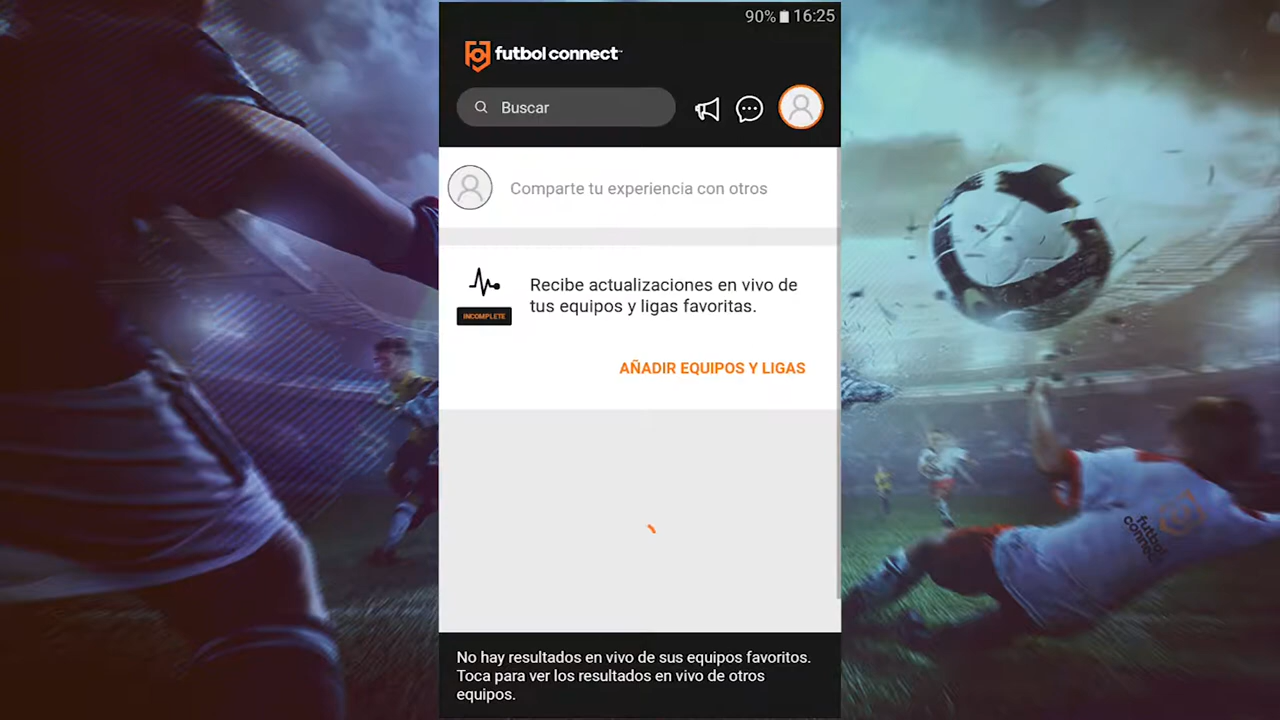 90% 16:25
futbol connect™
Buscar
Comparte tu experiencia con otros
Recibe actualizaciones en vivo de
tus equipos y ligas favoritas.
INCOMPLETE
AÑADIR EQUIPOS Y LIGAS
futbol
connect
No hay resultados en vivo de sus equipos favoritos.
Toca para ver los resultados en vivo de otros
equipos.